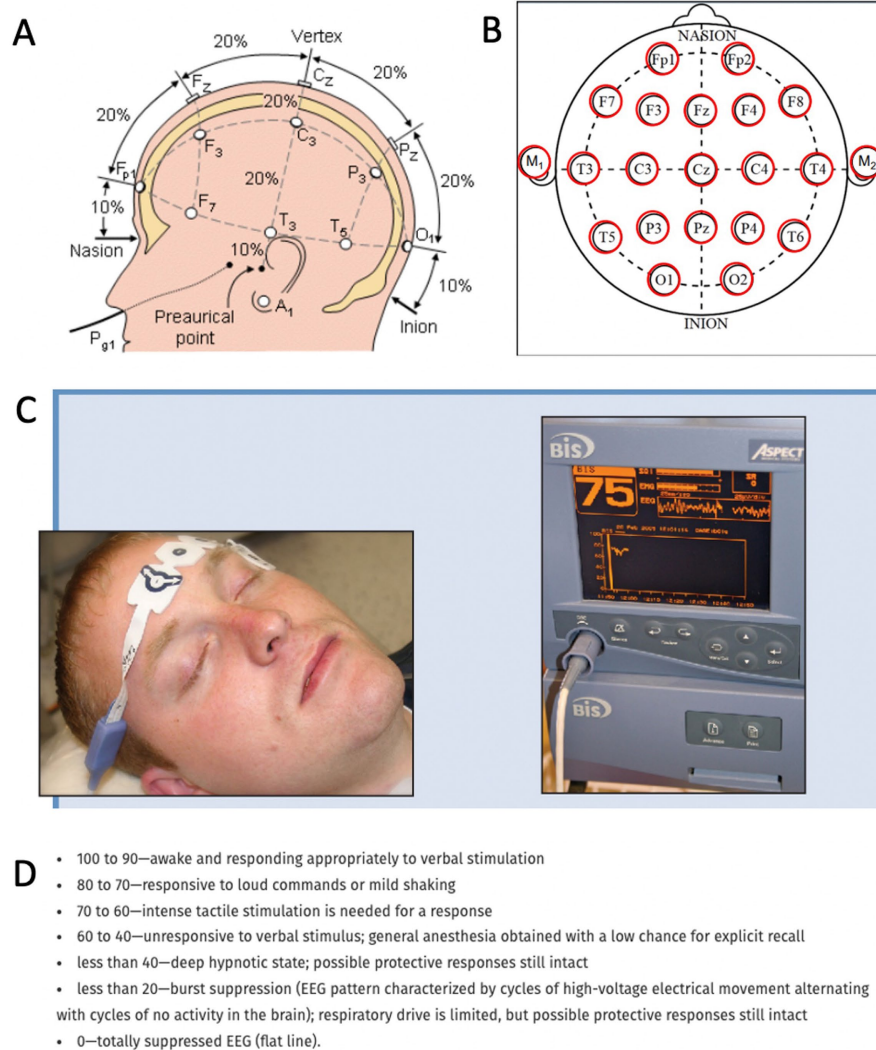 A
20%
Vertex
Fz
Cz
20%
20%
20%
F3
C3
Pz
Fp1
P3
20%
20%
F7
10%
T3
T5
O1
Nasion
10%
10%
A1
Preaurical
point
Inion
Pg1
B
NASION
Fp1 Fp2
F7 F3 Fz F4 F8
M1 T3 C3 Cz C4 T4 M2
T5 P3 Pz P4 T6
O1 O2
INION
C
BIS
ASPECT
BIS
75
EMG
EEG
SR
0
BIS
D
• 100 to 90—awake and responding appropriately to verbal stimulation
• 80 to 70—responsive to loud commands or mild shaking
• 70 to 60—intense tactile stimulation is needed for a response
• 60 to 40—unresponsive to verbal stimulus; general anesthesia obtained with a low chance for explicit recall
• less than 40—deep hypnotic state; possible protective responses still intact
• less than 20—burst suppression (EEG pattern characterized by cycles of high-voltage electrical movement alternating
with cycles of no activity in the brain); respiratory drive is limited, but possible protective responses still intact
• 0—totally suppressed EEG (flat line).